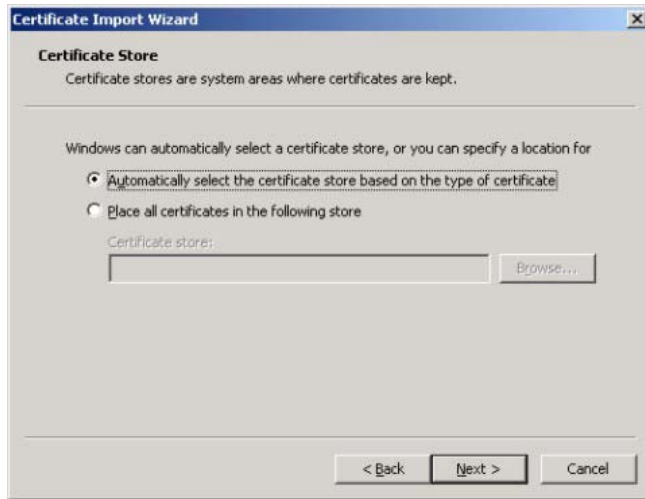 Certificate Import Wizard
Certificate Store
Certificate stores are system areas where certificates are kept.
Windows can automatically select a certificate store, or you can specify a location for
Automatically select the certificate store based on the type of certificate
Place all certificates in the following store
Certificate store:
Browse...
< Back Next > Cancel